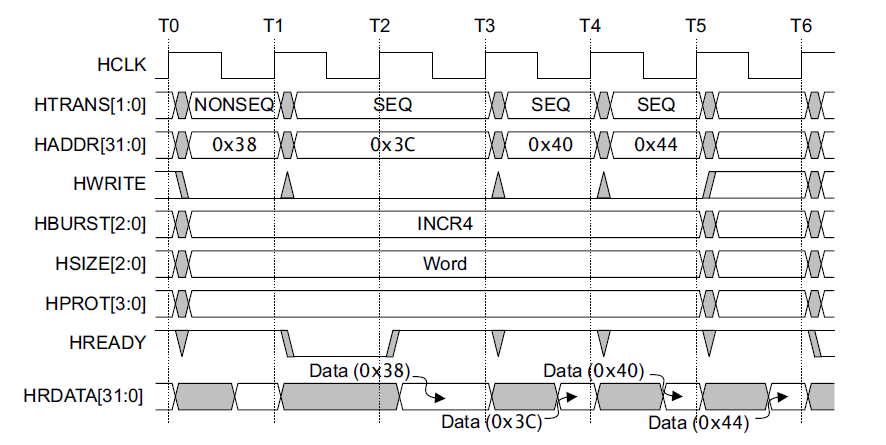 T0 T1 T2 T3 T4 T5 T6
HCLK
HTRANS[1:0] NONSEQ SEQ SEQ SEQ
HADDR[31:0] 0x38 0x3C 0x40 0x44
HWRITE
HBURST[2:0] INCR4
HSIZE[2:0] Word
HPROT[3:0]
HREADY
Data (0x38) Data (0x40)
HRDATA[31:0]
Data (0x3C) Data (0x44)